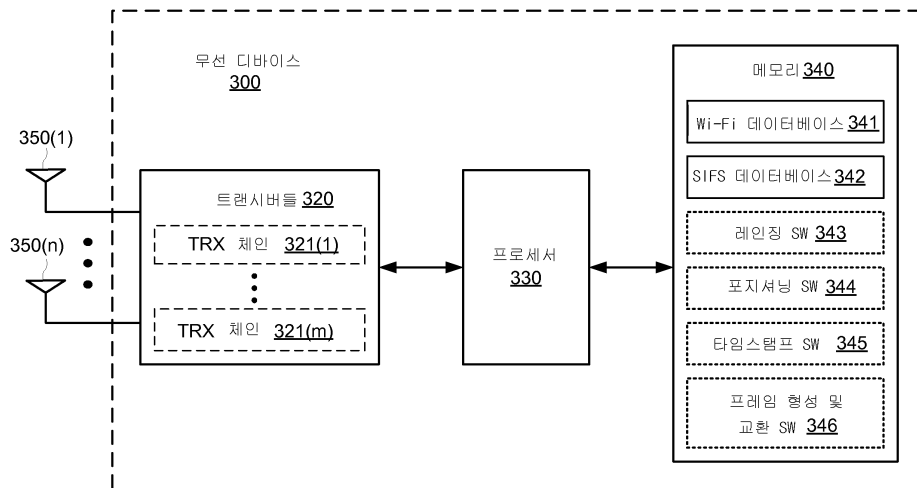 무선 디바이스
300
350(1)
350(n)
트랜시버들 320
TRX 체인 321(1)
TRX 체인 321(m)
프로세서
330
메모리 340
Wi-Fi 데이터베이스 341
SIFS 데이터베이스 342
레인징 SW 343
포지셔닝 SW 344
타임스탬프 SW 345
프레임 형성 및
교환 SW 346